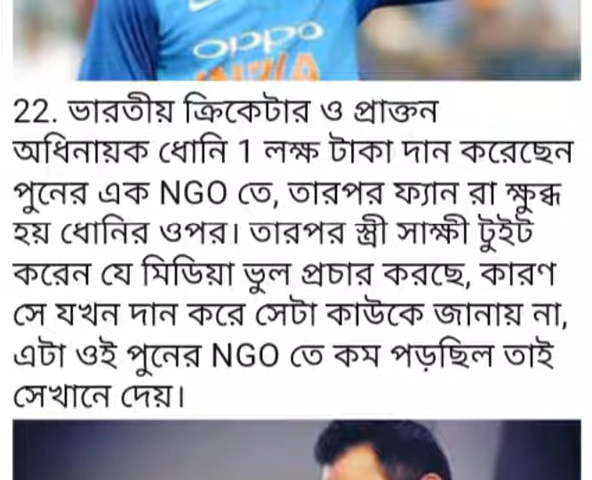 oppo
INDIA
22. ভারতীয় ক্রিকেটার ও প্রাক্তন
অধিনায়ক ধোনি 1 লক্ষ টাকা দান করেছেন
পুনের এক NGO তে, তারপর ফ্যান রা ক্ষুব্ধ
হয় ধোনির ওপর। তারপর স্ত্রী সাক্ষী টুইট
করেন যে মিডিয়া ভুল প্রচার করছে, কারণ
সে যখন দান করে সেটা কাউকে জানায় না,
এটা ওই পুনের NGO তে কম পড়ছিল তাই
সেখানে দেয়।